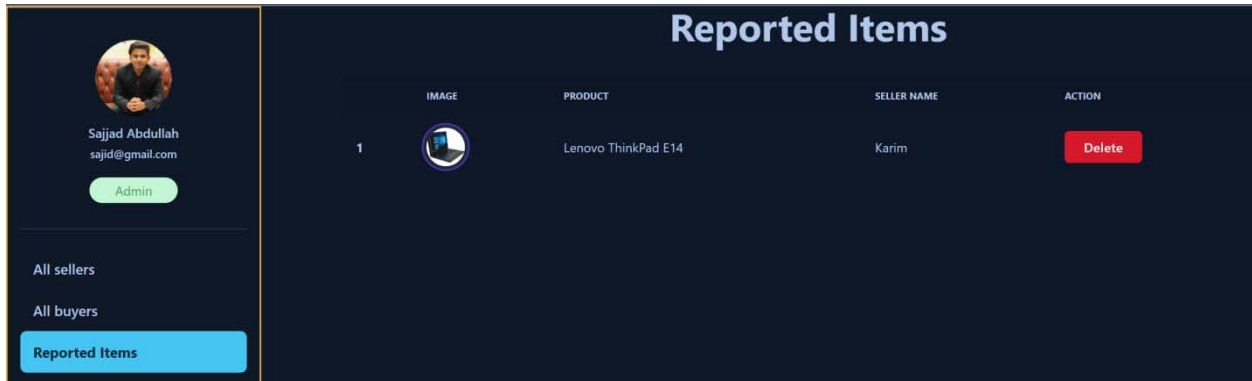 Sajjad Abdullah
sajid@gmail.com
Admin
All sellers
All buyers
Reported Items
Reported Items
IMAGE PRODUCT SELLER NAME ACTION
1 Lenovo ThinkPad E14 Karim Delete